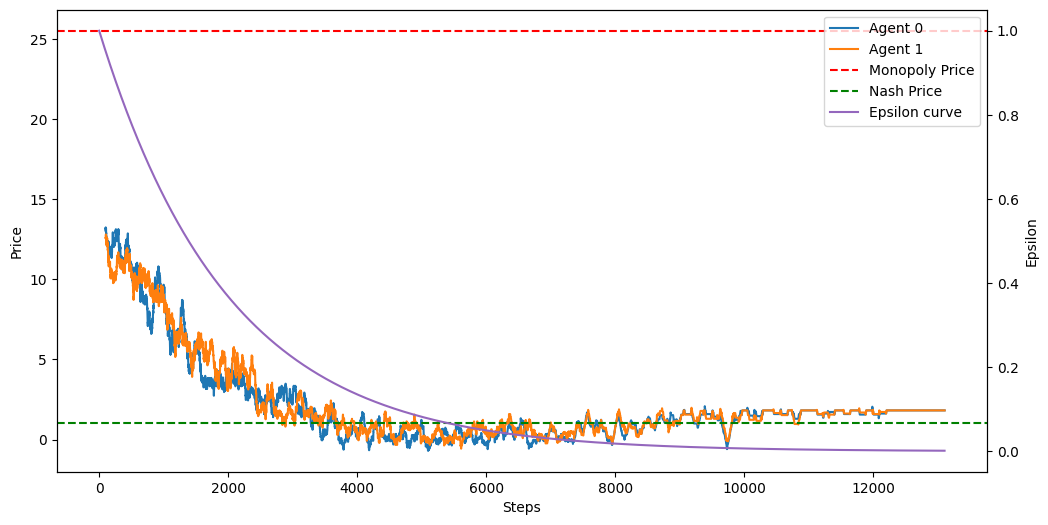 Agent 0
Agent 1
Monopoly Price
Nash Price
Epsilon curve
25
20
15
10
5
0
Price
1.0
0.8
0.6
0.4
0.2
0.0
Epsilon
0 2000 4000 6000 8000 10000 12000
Steps